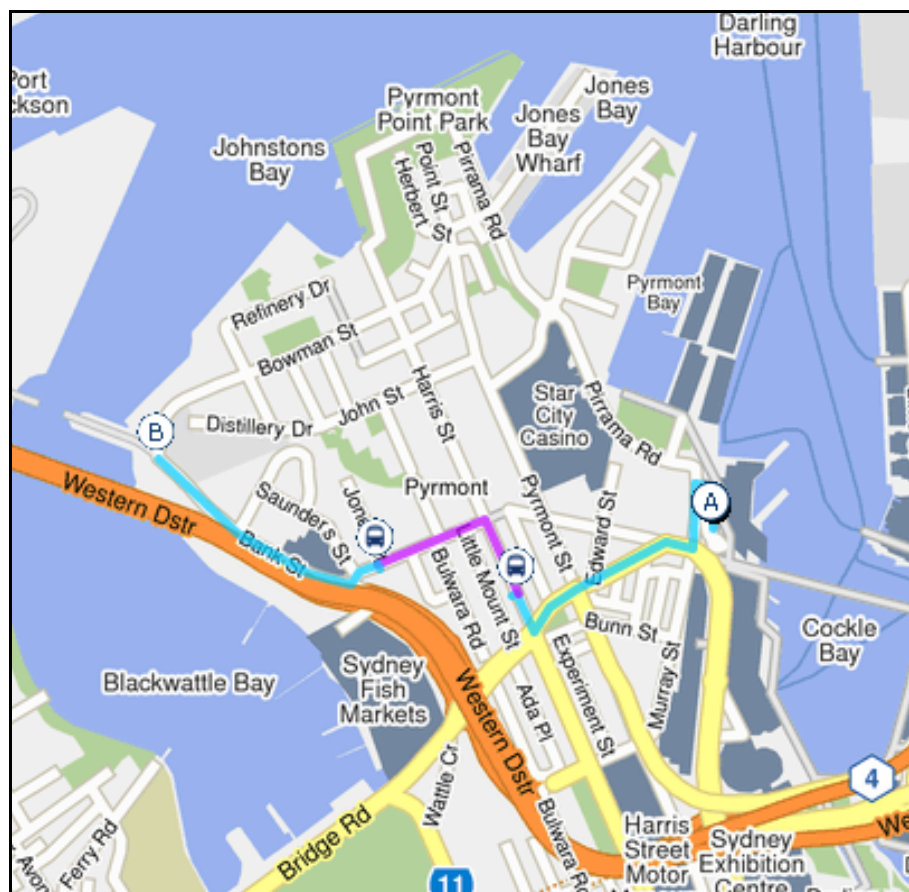 Darling
Harbour
Port
ckson
Pyrmont
Point Park
Jones
Bay
Jones
Bay
Wharf
Johnstons
Bay
Point St
Herbert St
Pirrama Rd
Pyrmont
Bay
Refinery Dr
Bowman St
Harris St
Star
City
Casino
Pirrama Rd
John St
Distillery Dr
B
Western Dstr
Saunders St
Jone
Pyrmont
Pyrmont St
Edward St
A
Bank St
Little Mount St
Bulwara Rd
Bunn St
Experiment St
Murray St
Cockle
Bay
Blackwattle Bay
Sydney
Fish
Markets
Western Dstr
Ada Pl
Wattle Cr
Bulwara Rd
Bridge Rd
4
We
Ferry Rd
Avon
11
Harris
Street
Motor
Sydney
Exhibition
Centre